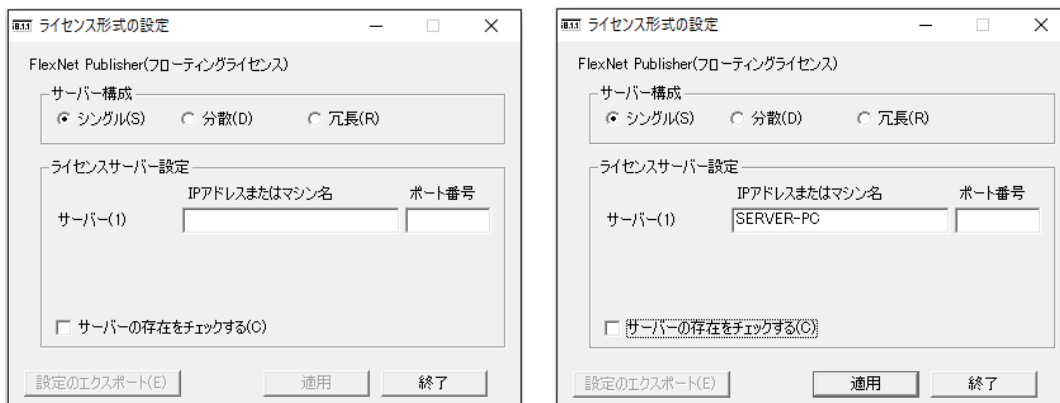 iB.1.1 ライセンス形式の設定
FlexNet Publisher(フローティングライセンス)
サーバー構成
シングル(S) 分散(D) 冗長(R)
ライセンスサーバー設定
IPアドレスまたはマシン名 ポート番号
サーバー(1)
サーバーの存在をチェックする(C)
設定のエクスポート(E) 適用 終了
iB.1.1 ライセンス形式の設定
FlexNet Publisher(フローティングライセンス)
サーバー構成
シングル(S) 分散(D) 冗長(R)
ライセンスサーバー設定
IPアドレスまたはマシン名 ポート番号
サーバー(1) SERVER-PC
サーバーの存在をチェックする(C)
設定のエクスポート(E) 適用 終了